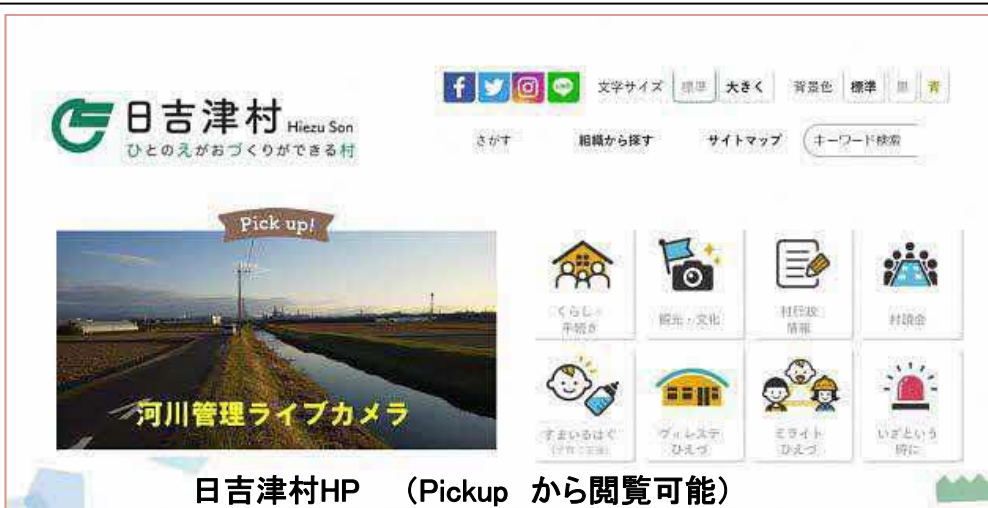 文字サイズ 標準 大きく 背景色 標準 黒 青
日吉津村 Hiezu Son
ひとのえがおづくりができる村
さがす 組織から探す サイトマップ キーワード検索
Pick up!
河川管理ライブカメラ
くらし・
手続き
観光・文化
村行政
情報
村議会
すまいるはぐ
(子育て支援)
ヴィレステ
ひえづ
ミライト
ひえづ
いざという
時に
日吉津村HP (Pickup から閲覧可能)